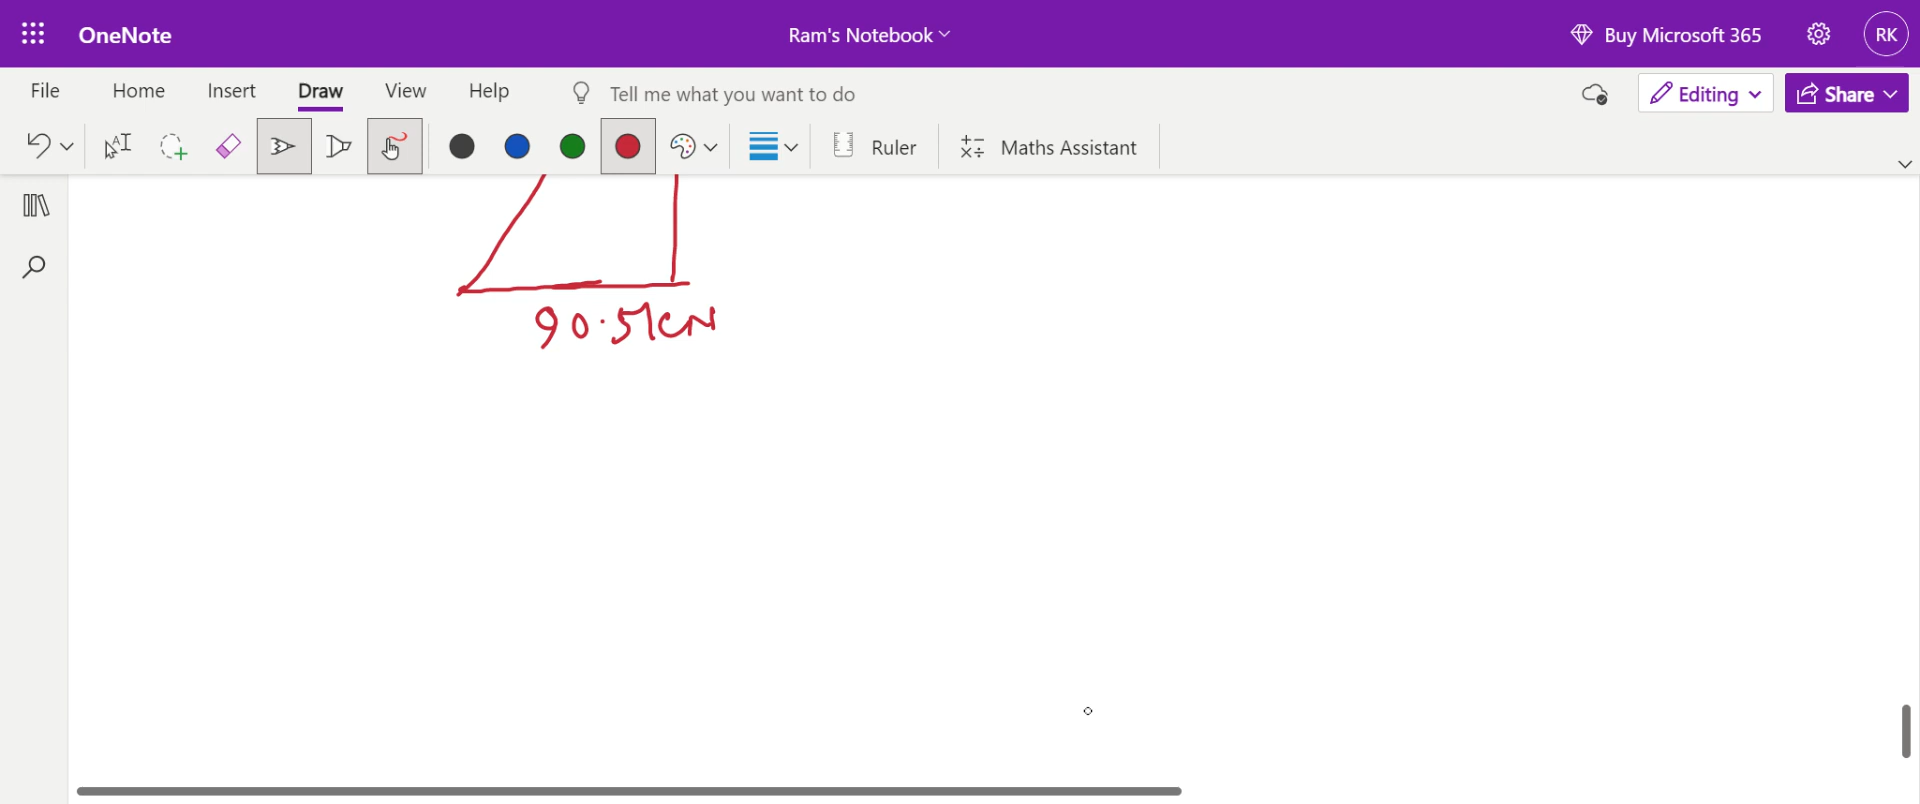 OneNote
Ram's Notebook
Buy Microsoft 365
RK
File Home Insert Draw View Help Tell me what you want to do
Editing Share
Ruler
Maths Assistant
90.51CN